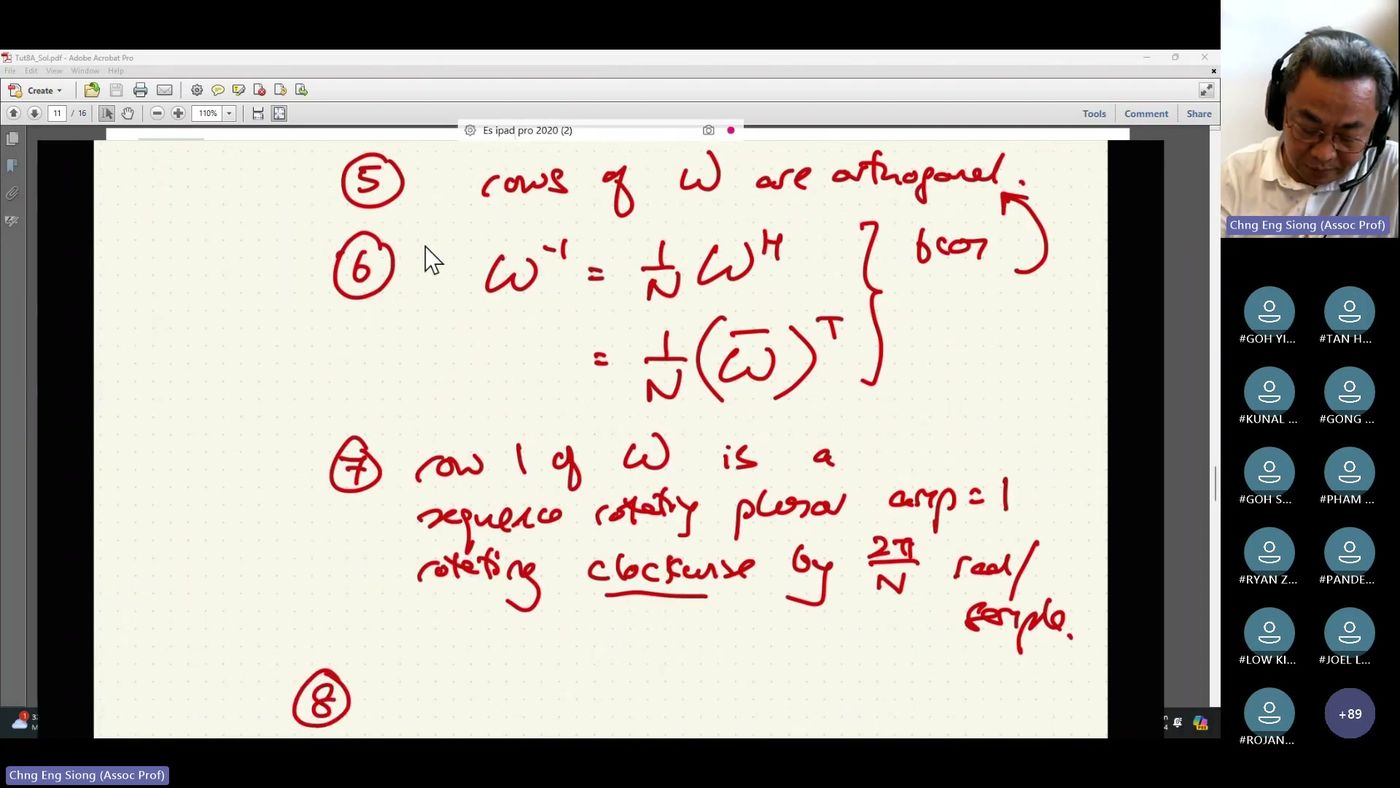 Tut8A_Sol.pdf - Adobe Acrobat Pro
File Edit View Window Help
Create
11 / 16
110%
Tools
Comment
Share
Es ipad pro 2020 (2)
⑤ rows of W are orthogonal.
⑥ W⁻¹ = 1/N Wᴴ } bcos
= 1/N (W̅)ᵀ
⑦ row 1 of W is a
sequence rotating phasor amp = 1
rotating clockwise by 2π/N rad/
sample.
⑧
Chng Eng Siong (Assoc Prof)
#GOH YI...
#TAN H...
#KUNAL ...
#GONG ...
#GOH S...
#PHAM ...
#RYAN Z...
#PANDE...
#LOW KI...
#JOEL L...
#ROJAN...
+89
Chng Eng Siong (Assoc Prof)